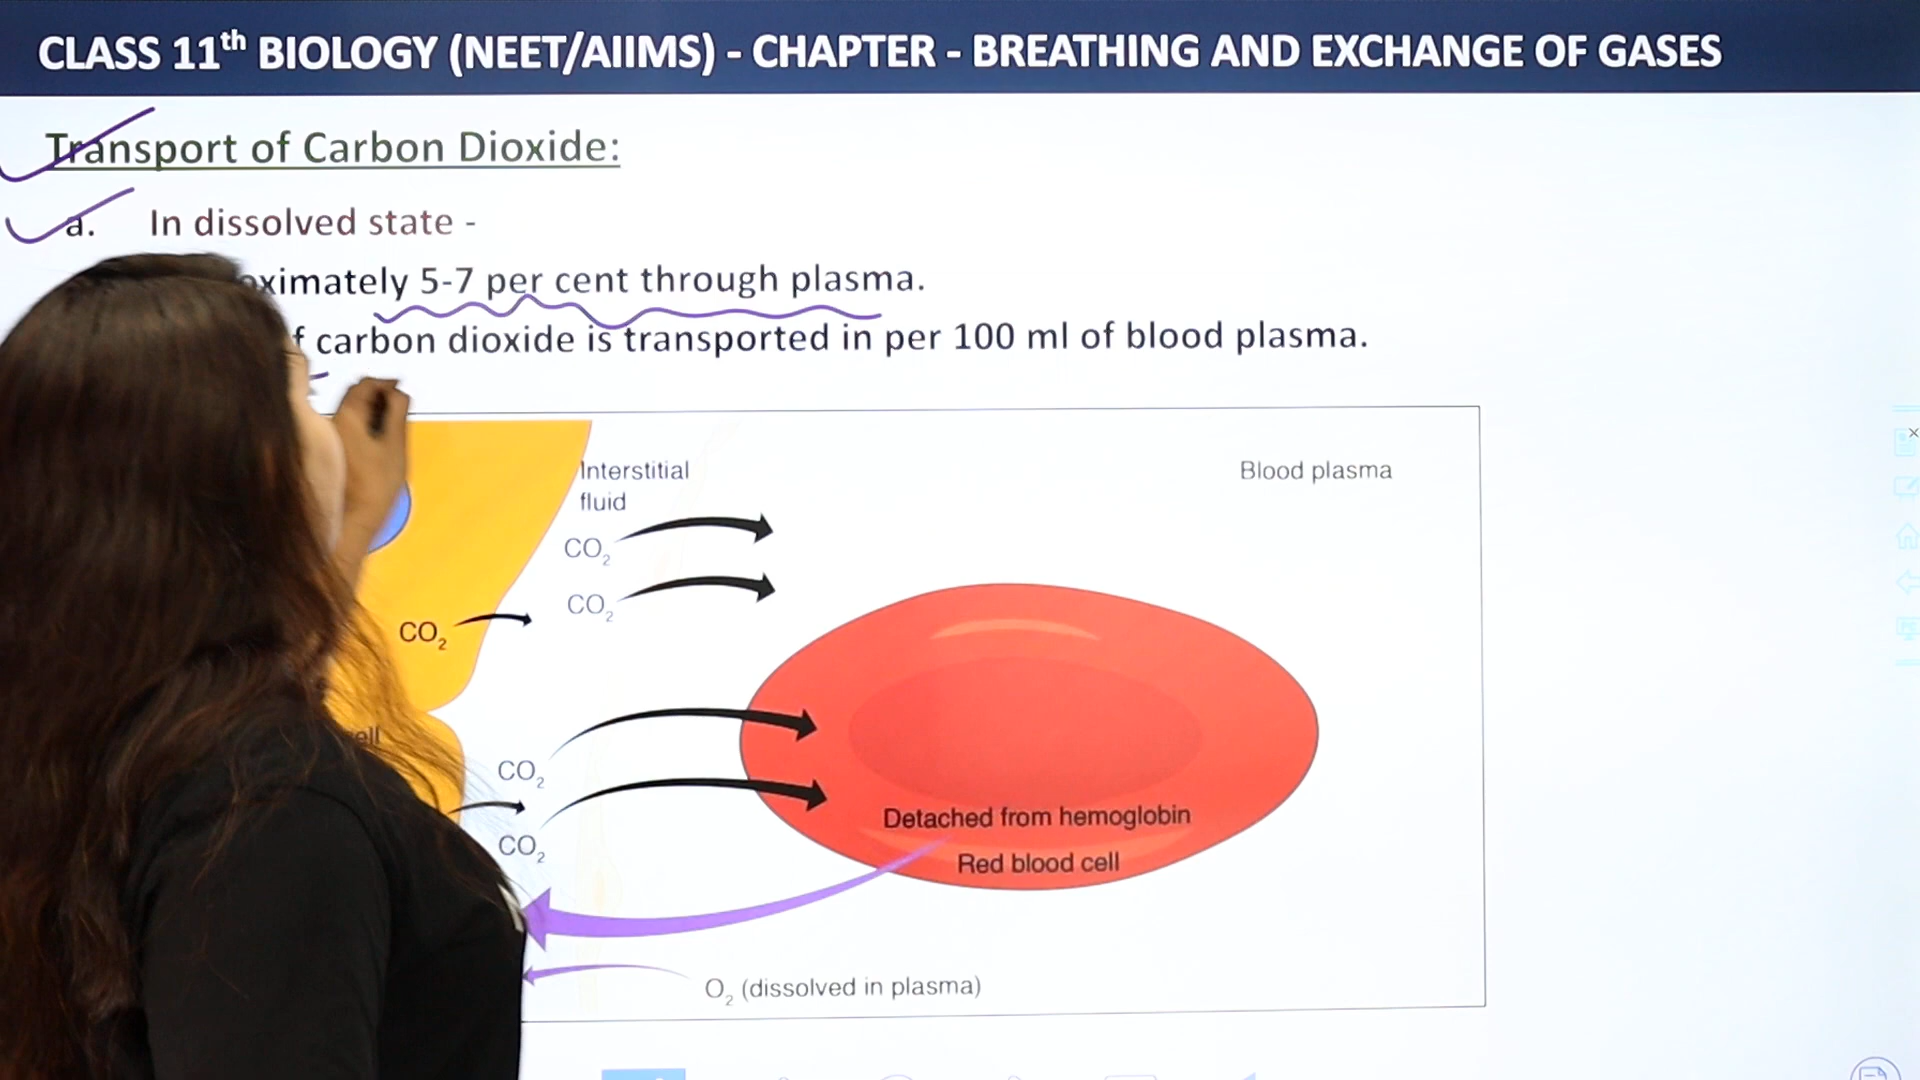 CLASS 11th BIOLOGY (NEET/AIIMS) - CHAPTER - BREATHING AND EXCHANGE OF GASES
Transport of Carbon Dioxide:
a. In dissolved state -
5-7 per cent through plasma.
carbon dioxide is transported in per 100 ml of blood plasma.
Interstitial
fluid
Blood plasma
CO2
CO2
CO2
CO2
CO2
Detached from hemoglobin
Red blood cell
O2 (dissolved in plasma)